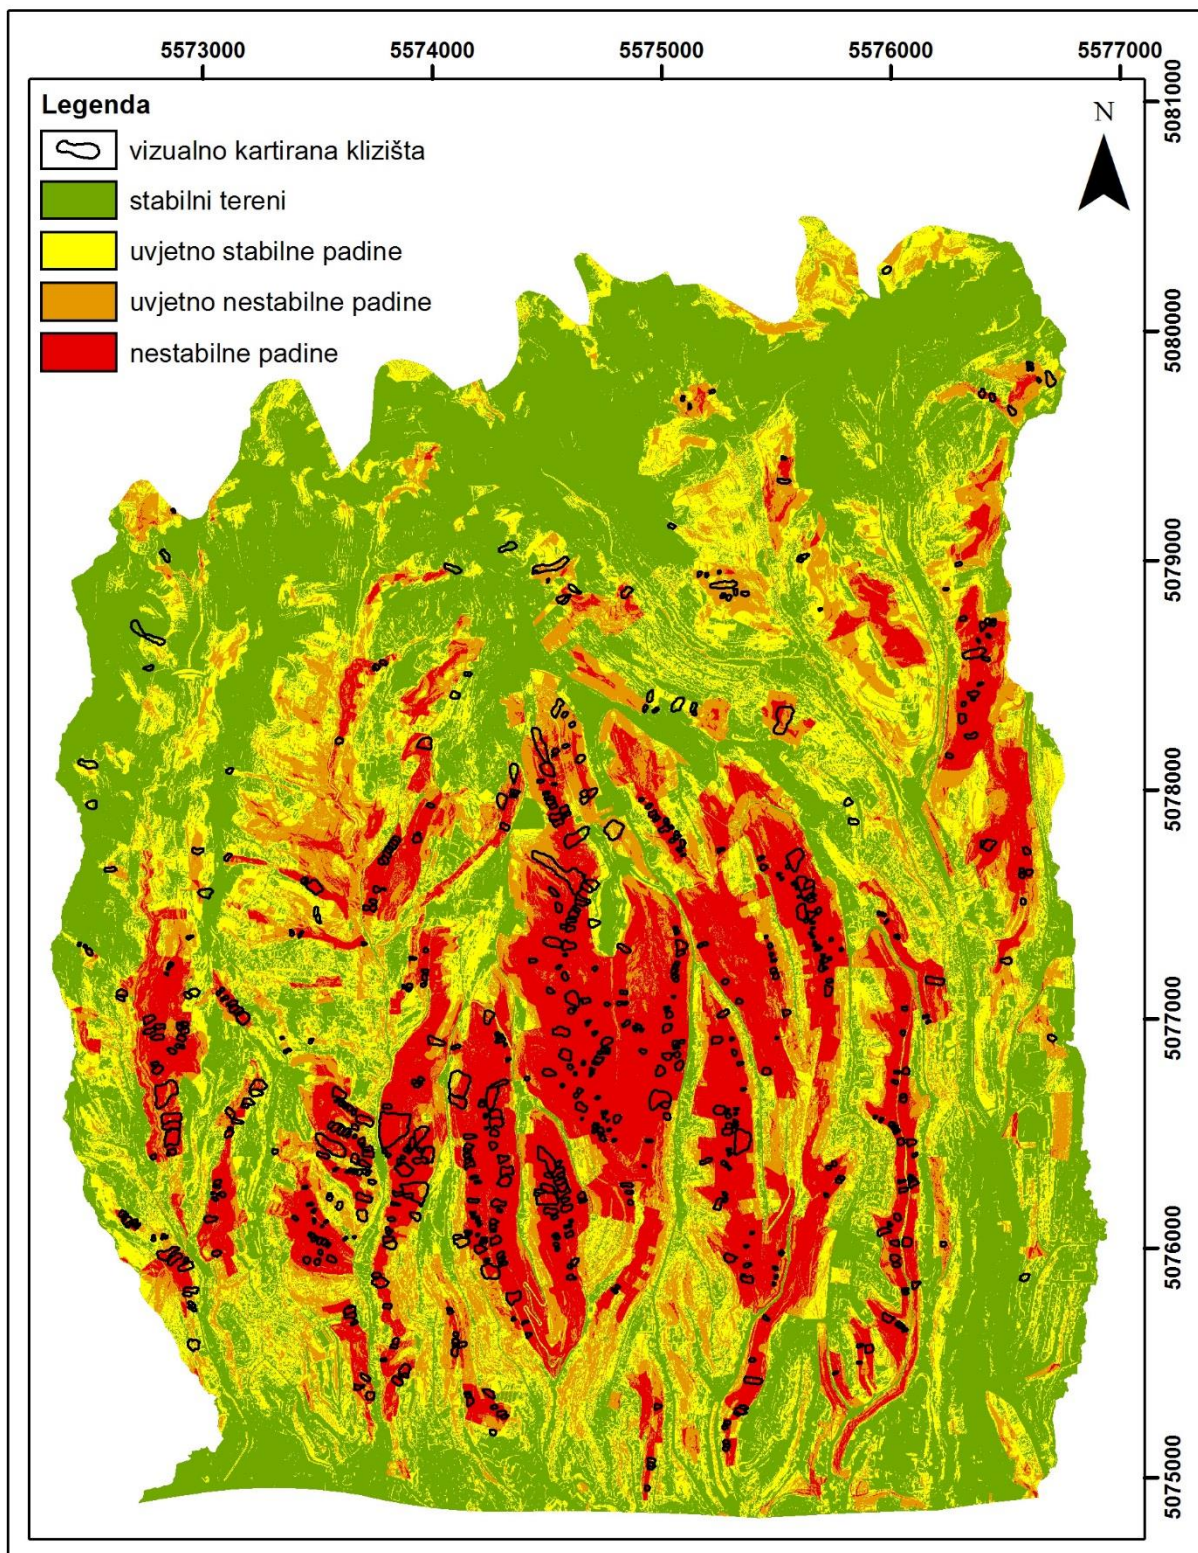 5573000 5574000 5575000 5576000 5577000
Legenda
vizualno kartirana klizišta
stabilni tereni
uvjetno stabilne padine
uvjetno nestabilne padine
nestabilne padine
N
5081000
5080000
5079000
5078000
5077000
5076000
5075000